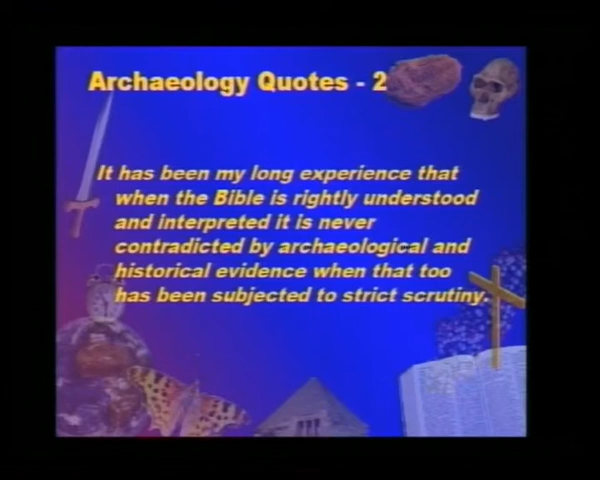 Archaeology Quotes - 2
It has been my long experience that
when the Bible is rightly understood
and interpreted it is never
contradicted by archaeological and
historical evidence when that too
has been subjected to strict scrutiny.